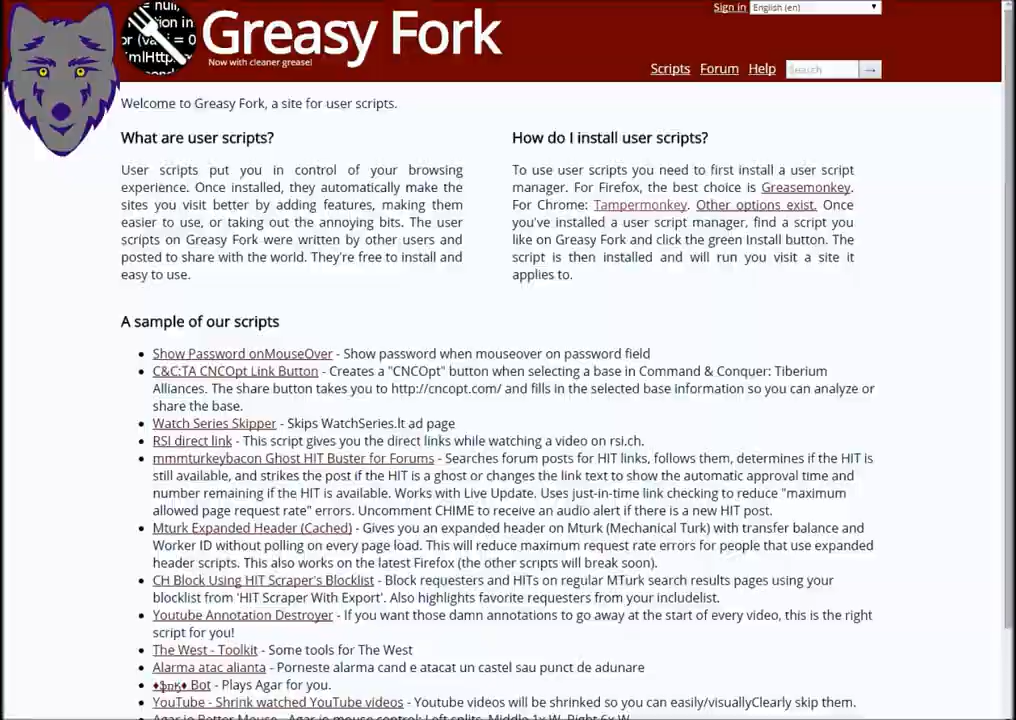 null,
tion in
or (va i = 0
mlHttp
Greasy Fork
Now with cleaner grease!
Sign in English (en)
Scripts Forum Help Search →
Welcome to Greasy Fork, a site for user scripts.
What are user scripts?
User scripts put you in control of your browsing
experience. Once installed, they automatically make the
sites you visit better by adding features, making them
easier to use, or taking out the annoying bits. The user
scripts on Greasy Fork were written by other users and
posted to share with the world. They're free to install and
easy to use.
How do I install user scripts?
To use user scripts you need to first install a user script
manager. For Firefox, the best choice is Greasemonkey.
For Chrome: Tampermonkey. Other options exist. Once
you've installed a user script manager, find a script you
like on Greasy Fork and click the green Install button. The
script is then installed and will run you visit a site it
applies to.
A sample of our scripts
• Show Password onMouseOver - Show password when mouseover on password field
• C&C:TA CNCOpt Link Button - Creates a "CNCOpt" button when selecting a base in Command & Conquer: Tiberium
Alliances. The share button takes you to http://cncopt.com/ and fills in the selected base information so you can analyze or
share the base.
• Watch Series Skipper - Skips WatchSeries.lt ad page
• RSI direct link - This script gives you the direct links while watching a video on rsi.ch.
• mmmturkeybacon Ghost HIT Buster for Forums - Searches forum posts for HIT links, follows them, determines if the HIT is
still available, and strikes the post if the HIT is a ghost or changes the link text to show the automatic approval time and
number remaining if the HIT is available. Works with Live Update. Uses just-in-time link checking to reduce "maximum
allowed page request rate" errors. Uncomment CHIME to receive an audio alert if there is a new HIT post.
• Mturk Expanded Header (Cached) - Gives you an expanded header on Mturk (Mechanical Turk) with transfer balance and
Worker ID without polling on every page load. This will reduce maximum request rate errors for people that use expanded
header scripts. This also works on the latest Firefox (the other scripts will break soon).
• CH Block Using HIT Scraper's Blocklist - Block requesters and HITs on regular MTurk search results pages using your
blocklist from 'HIT Scraper With Export'. Also highlights favorite requesters from your includelist.
• Youtube Annotation Destroyer - If you want those damn annotations to go away at the start of every video, this is the right
script for you!
• The West - Toolkit - Some tools for The West
• Alarma atac alianta - Porneste alarma cand e atacat un castel sau punct de adunare
• Bot - Plays Agar for you.
• YouTube - Shrink watched YouTube videos - Youtube videos will be shrinked so you can easily/visuallyClearly skip them.
• Agar.io Better Mouse - Agar.io mouse control: Left splits, Middle 1x W, Right 6x W